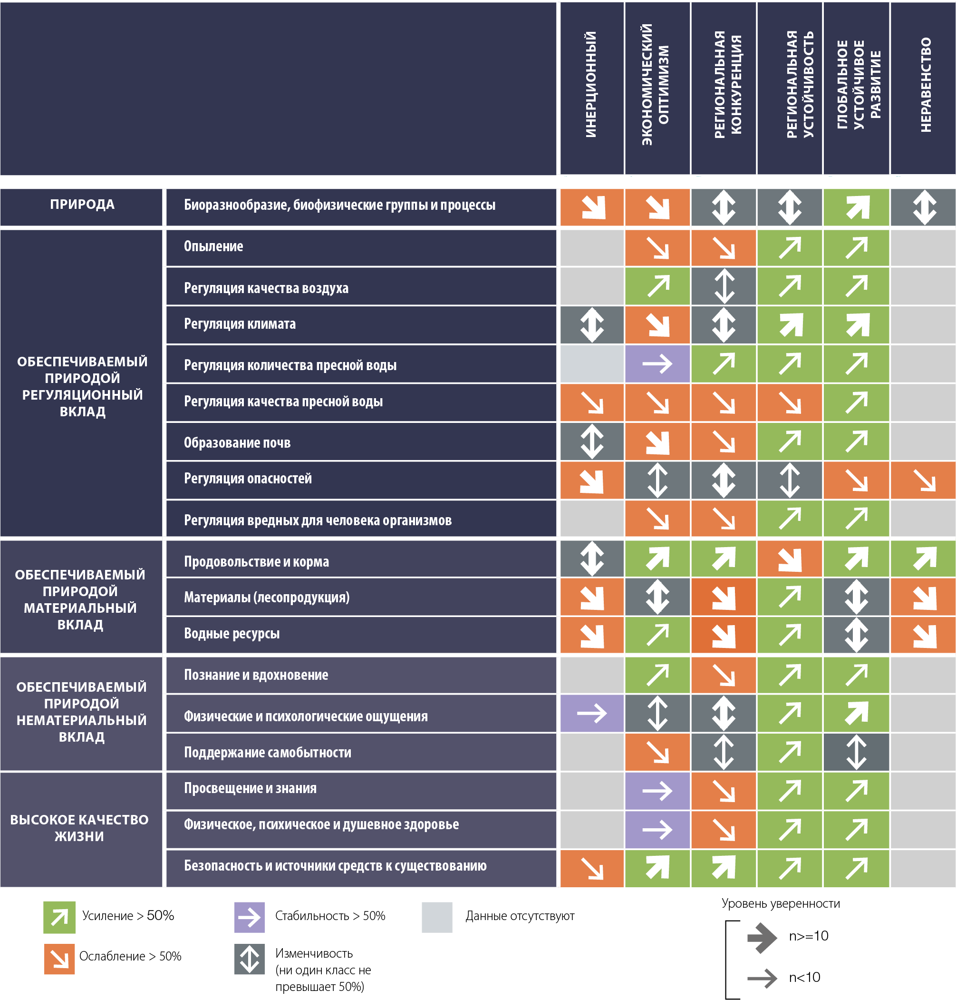 ИНЕРЦИОННЫЙ
ЭКОНОМИЧЕСКИЙ
ОПТИМИЗМ
РЕГИОНАЛЬНАЯ
КОНКУРЕНЦИЯ
РЕГИОНАЛЬНАЯ
УСТОЙЧИВОСТЬ
ГЛОБАЛЬНОЕ
УСТОЙЧИВОЕ
РАЗВИТИЕ
НЕРАВЕНСТВО
ПРИРОДА
Биоразнообразие, биофизические группы и процессы
ОБЕСПЕЧИВАЕМЫЙ
ПРИРОДОЙ
РЕГУЛЯЦИОННЫЙ
ВКЛАД
Опыление
Регуляция качества воздуха
Регуляция климата
Регуляция количества пресной воды
Регуляция качества пресной воды
Образование почв
Регуляция опасностей
Регуляция вредных для человека организмов
ОБЕСПЕЧИВАЕМЫЙ
ПРИРОДОЙ
МАТЕРИАЛЬНЫЙ
ВКЛАД
Продовольствие и корма
Материалы (лесопродукция)
Водные ресурсы
ОБЕСПЕЧИВАЕМЫЙ
ПРИРОДОЙ
НЕМАТЕРИАЛЬНЫЙ
ВКЛАД
Познание и вдохновение
Физические и психологические ощущения
Поддержание самобытности
ВЫСОКОЕ КАЧЕСТВО
ЖИЗНИ
Просвещение и знания
Физическое, психическое и душевное здоровье
Безопасность и источники средств к существованию
Усиление > 50%
Ослабление > 50%
Стабильность > 50%
Изменчивость
(ни один класс не
превышает 50%)
Данные отсутствуют
Уровень уверенности
n>=10
n<10